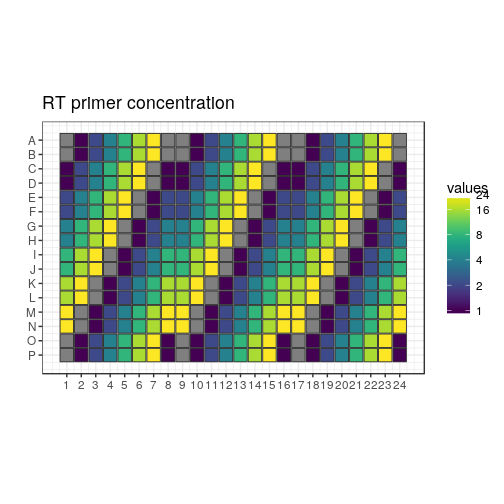 RT primer concentration
A
B
C
D
E
F
G
H
I
J
K
L
M
N
O
P
1 2 3 4 5 6 7 8 9 10 11 12 13 14 15 16 17 18 19 20 21 22 23 24
values
24
16
8
4
2
1